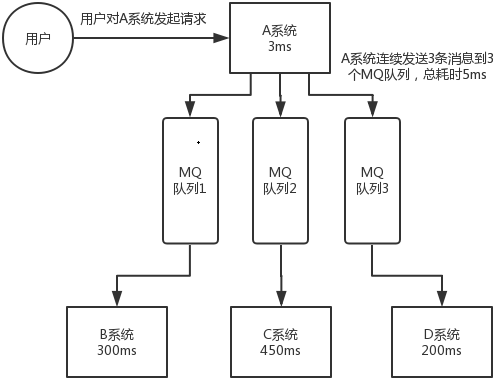 用户对A系统发起请求
用户
A系统
3ms
A系统连续发送3条消息到3
个MQ队列，总耗时5ms
MQ
队列1
MQ
队列2
MQ
队列3
B系统
300ms
C系统
450ms
D系统
200ms